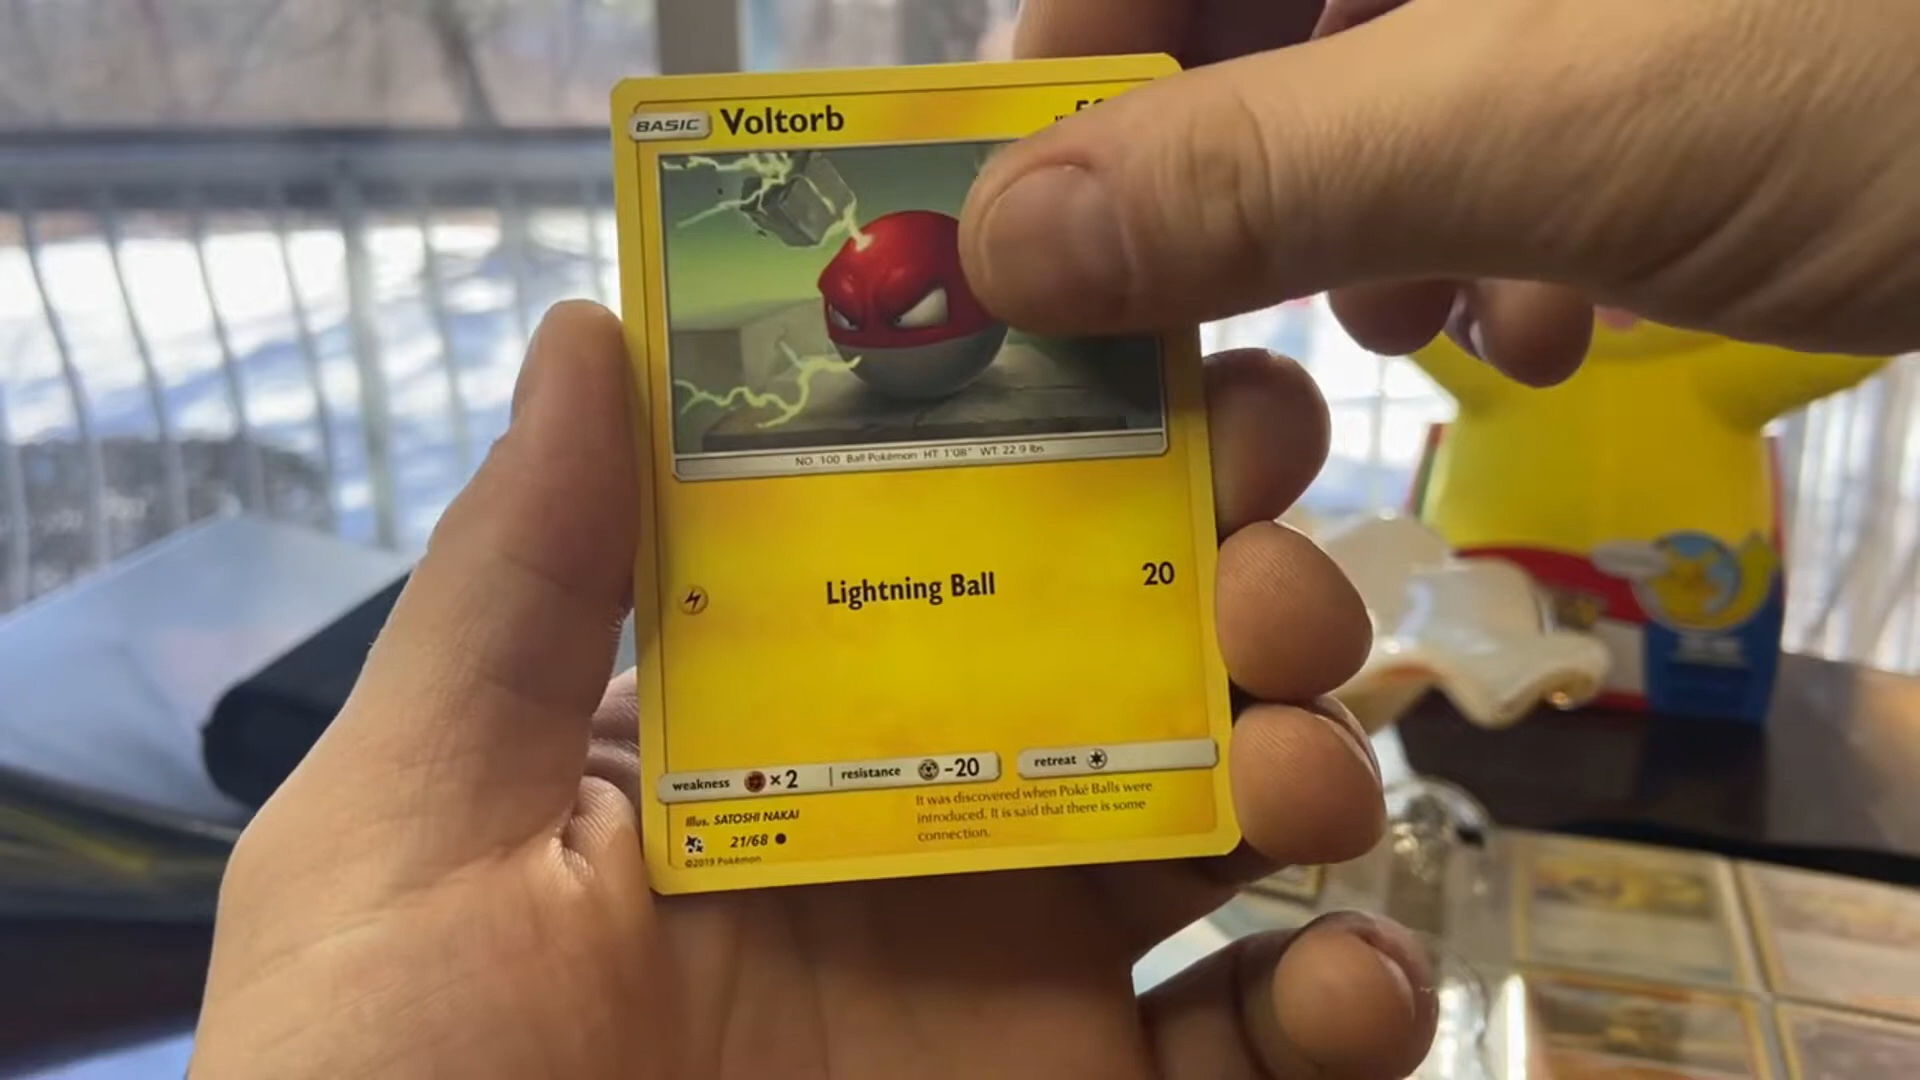 BASIC Voltorb
NO. 100 Ball Pokémon HT: 1'08" WT: 22.9 lbs
Lightning Ball 20
weakness ×2 resistance -20 retreat
Illus. SATOSHI NAKAI
21/68
©2019 Pokémon
It was discovered when Poké Balls were
introduced. It is said that there is some
connection.